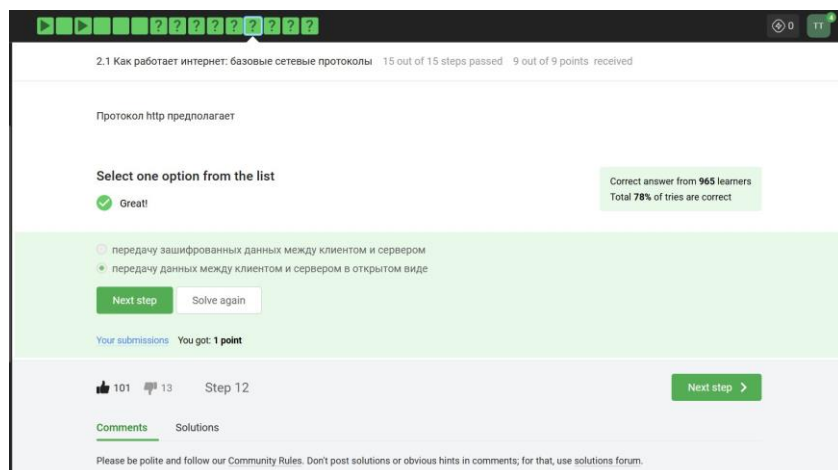 ? ? ? ? ? ? ? ? ?
0
TT
4
2.1 Как работает интернет: базовые сетевые протоколы 15 out of 15 steps passed 9 out of 9 points received
Протокол http предполагает
Select one option from the list
Great!
Correct answer from 965 learners
Total 78% of tries are correct
передачу зашифрованных данных между клиентом и сервером
передачу данных между клиентом и сервером в открытом виде
Next step Solve again
Your submissions You got: 1 point
101 13 Step 12 Next step
Comments Solutions
Please be polite and follow our Community Rules. Don't post solutions or obvious hints in comments; for that, use solutions forum.